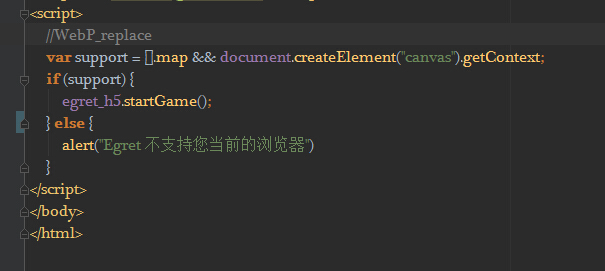 <script>
//WebP_replace
var support = [].map && document.createElement("canvas").getContext;
if (support) {
egret_h5.startGame();
} else {
alert("Egret 不支持您当前的浏览器")
}
</script>
</body>
</html>